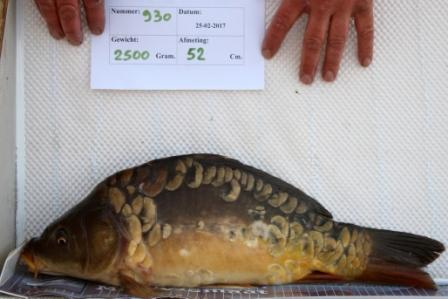 Nummer: 930 Datum:
25-02-2017
Gewicht: Afmeting:
2500 Gram. 52 Cm.